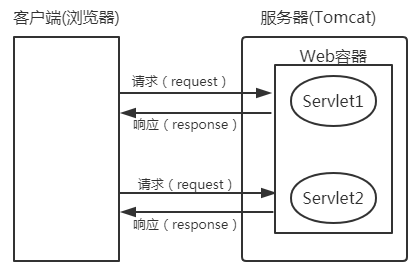 客户端(浏览器)
服务器(Tomcat)
Web容器
请求（request）
Servlet1
响应（response）
请求（request）
Servlet2
响应（response）